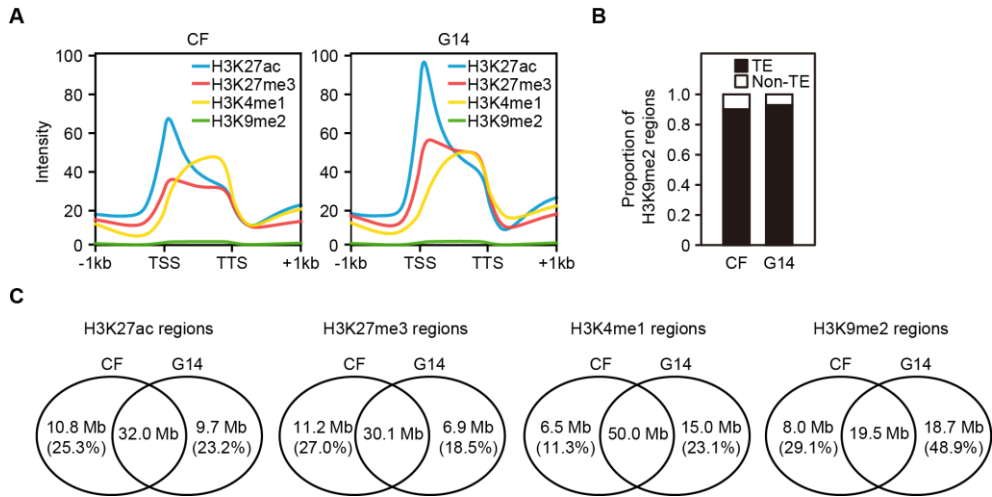 A
CF
G14
B
100
80
60
40
20
0
Intensity
H3K27ac
H3K27me3
H3K4me1
H3K9me2
-1kb
TSS
TTS
+1kb
100
80
60
40
20
0
H3K27ac
H3K27me3
H3K4me1
H3K9me2
-1kb
TSS
TTS
+1kb
TE
Non-TE
Proportion of
H3K9me2 regions
1.0
0.8
0.6
0.4
0.2
0
CF
G14
C
H3K27ac regions
CF
G14
10.8 Mb
(25.3%)
32.0 Mb
9.7 Mb
(23.2%)
H3K27me3 regions
CF
G14
11.2 Mb
(27.0%)
30.1 Mb
6.9 Mb
(18.5%)
H3K4me1 regions
CF
G14
6.5 Mb
(11.3%)
50.0 Mb
15.0 Mb
(23.1%)
H3K9me2 regions
CF
G14
8.0 Mb
(29.1%)
19.5 Mb
18.7 Mb
(48.9%)